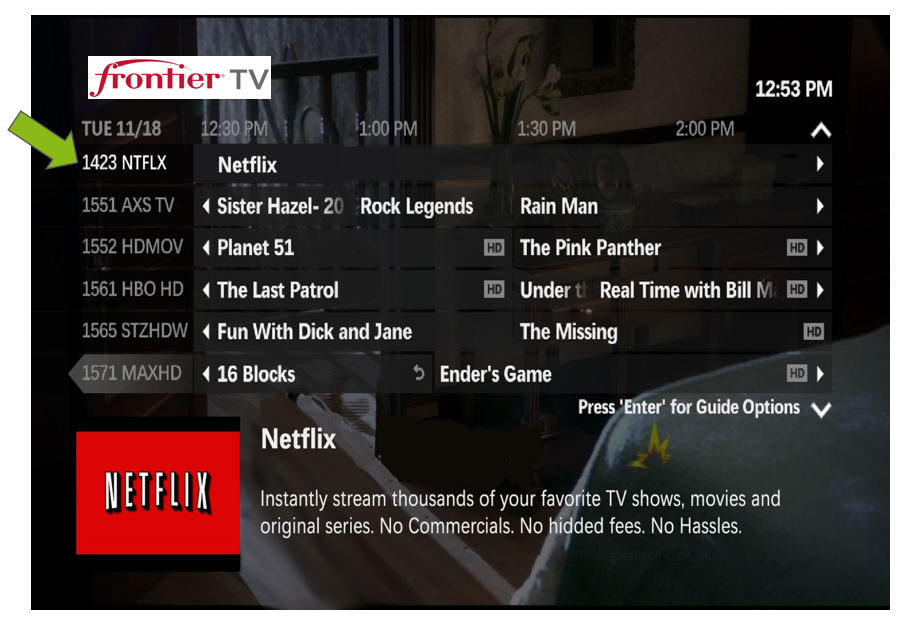 frontier TV
12:53 PM
TUE 11/18 12:30 PM 1:00 PM 1:30 PM 2:00 PM
1423 NTFLX Netflix
1551 AXS TV Sister Hazel- 20 Rock Legends Rain Man
1552 HDMOV Planet 51 HD The Pink Panther HD
1561 HBO HD The Last Patrol HD Under t Real Time with Bill Ma HD
1565 STZHDW Fun With Dick and Jane The Missing HD
1571 MAXHD 16 Blocks Ender's Game HD
Press 'Enter' for Guide Options
Netflix
NETFLIX
Instantly stream thousands of your favorite TV shows, movies and
original series. No Commercials. No hidded fees. No Hassles.